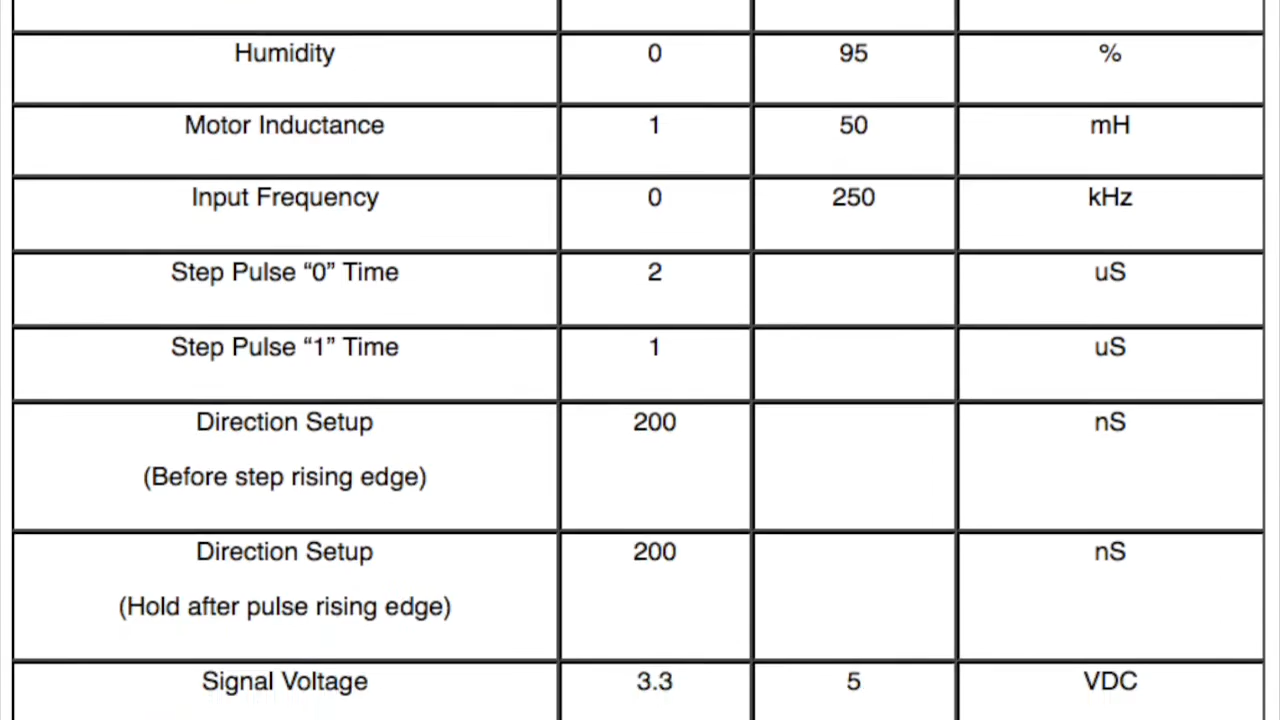 Humidity 0 95 %
Motor Inductance 1 50 mH
Input Frequency 0 250 kHz
Step Pulse “0” Time 2 uS
Step Pulse “1” Time 1 uS
Direction Setup 200 nS
(Before step rising edge)
Direction Setup 200 nS
(Hold after pulse rising edge)
Signal Voltage 3.3 5 VDC